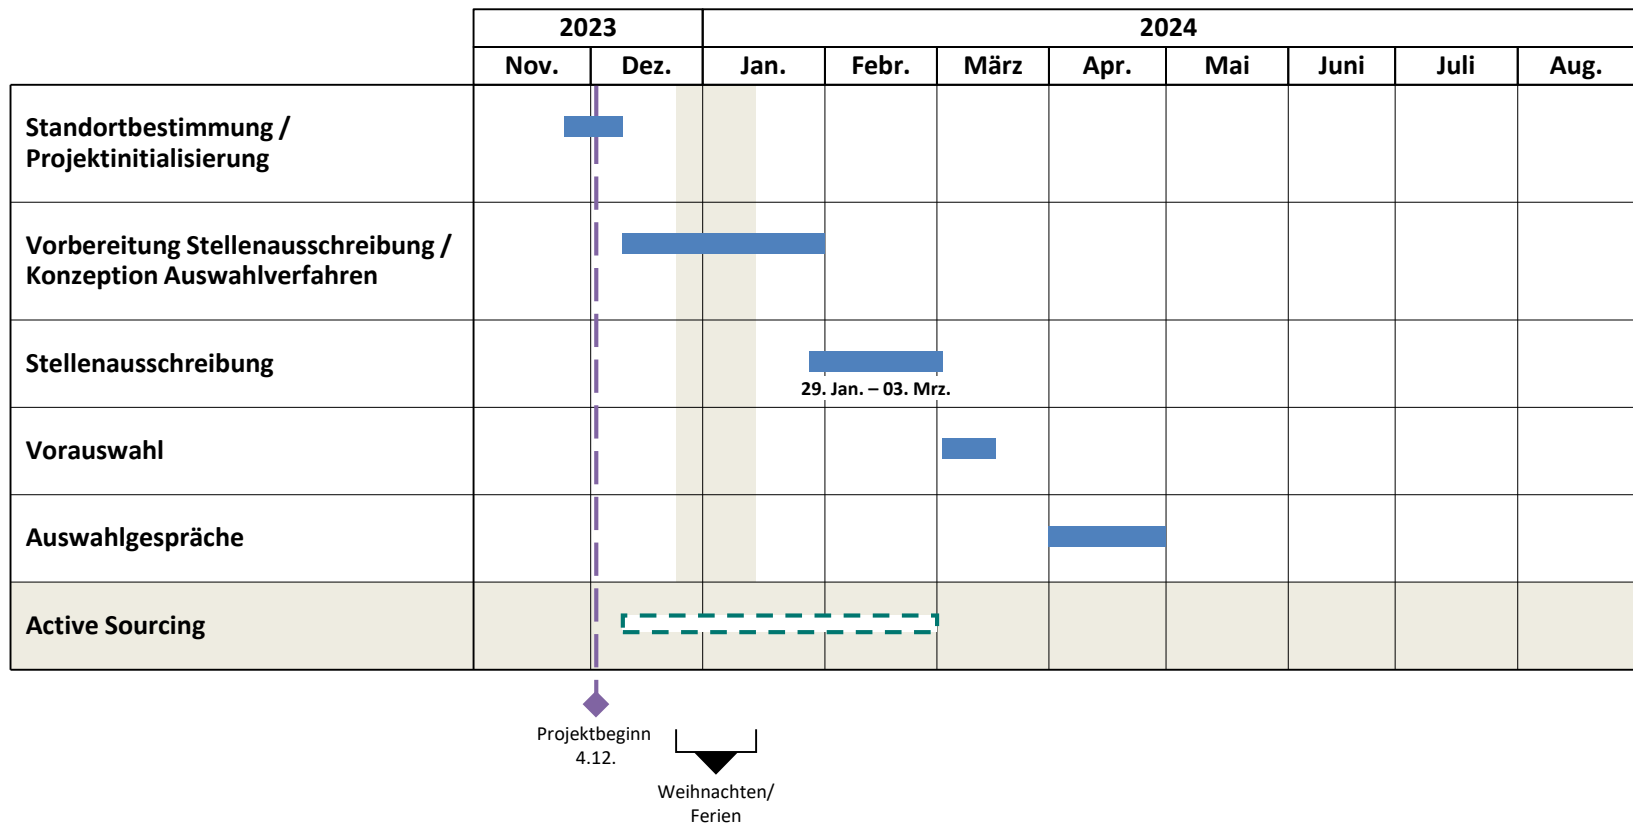 2023 2024
Nov. Dez. Jan. Febr. März Apr. Mai Juni Juli Aug.
Standortbestimmung /
Projektinitialisierung
Vorbereitung Stellenausschreibung /
Konzeption Auswahlverfahren
Stellenausschreibung
29. Jan. – 03. Mrz.
Vorauswahl
Auswahlgespräche
Active Sourcing
Projektbeginn
4.12.
Weihnachten/
Ferien